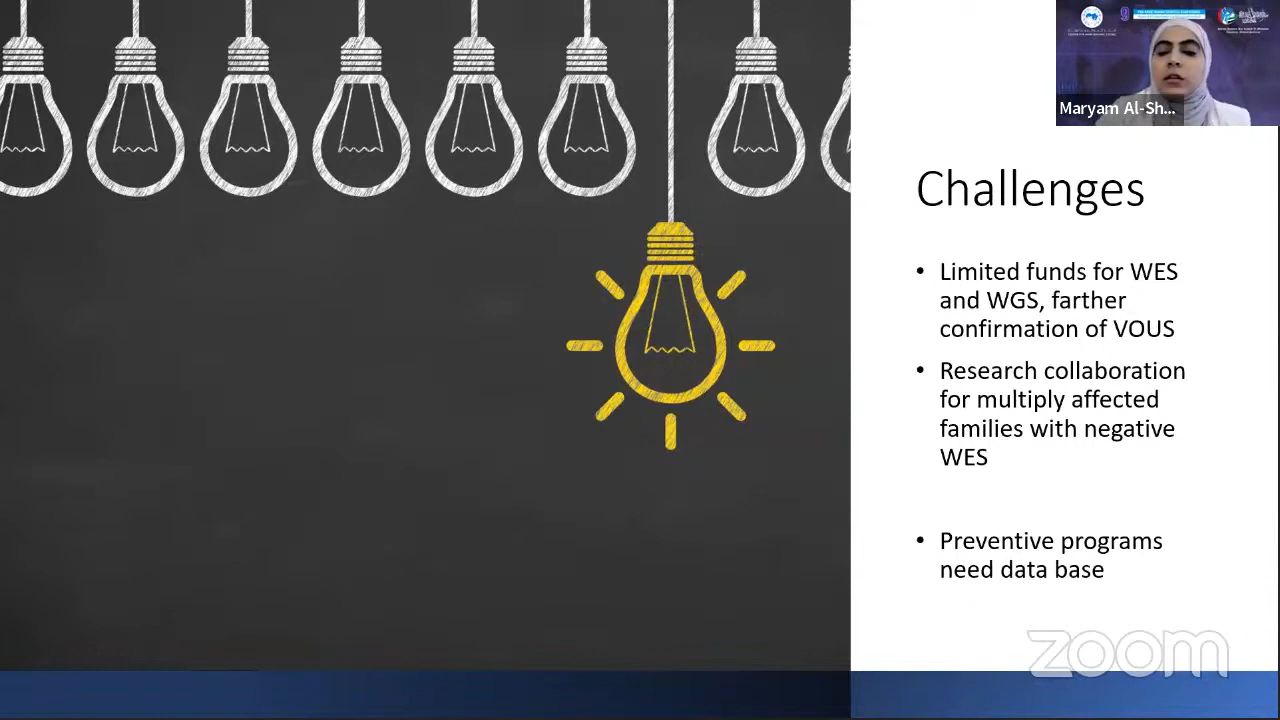 Maryam Al-Sh...
Challenges
• Limited funds for WES
and WGS, farther
confirmation of VOUS
• Research collaboration
for multiply affected
families with negative
WES
• Preventive programs
need data base
zoom